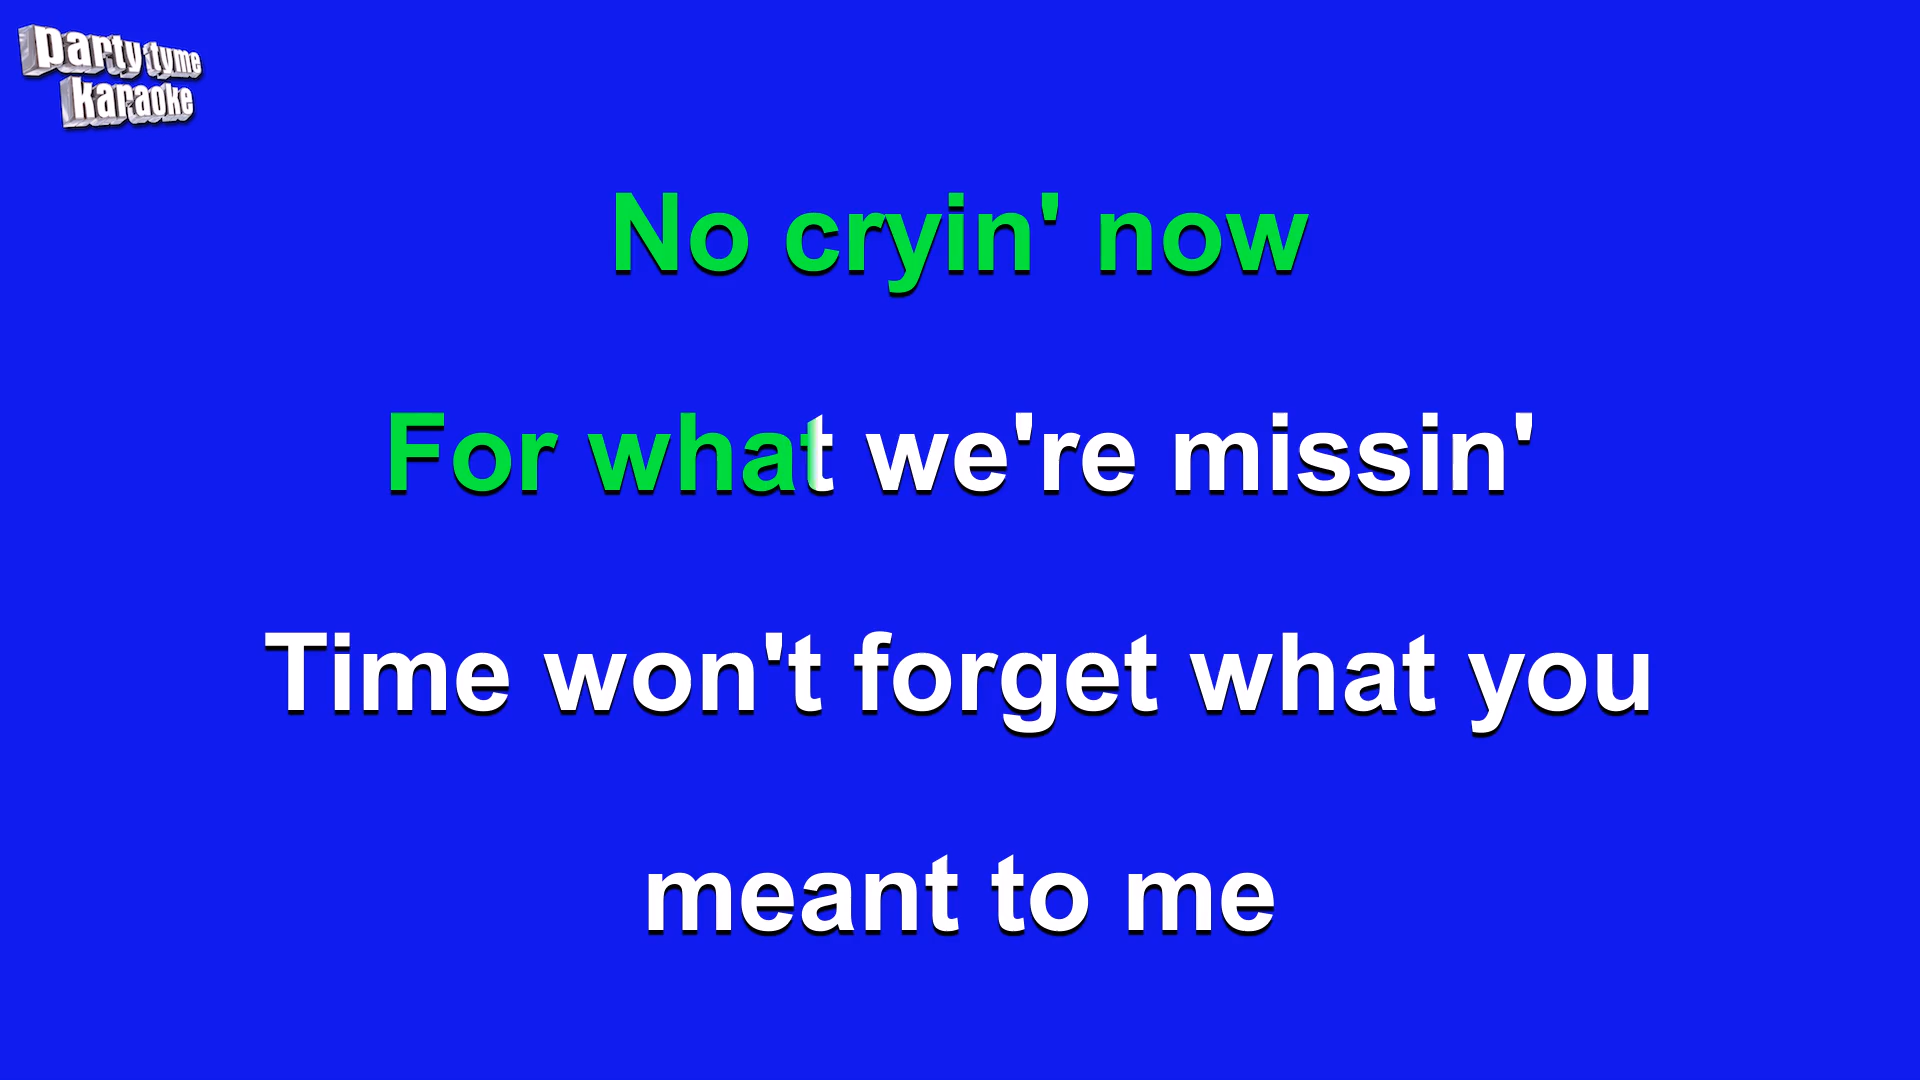 party tyme
karaoke
No cryin' now
For what we're missin'
Time won't forget what you
meant to me